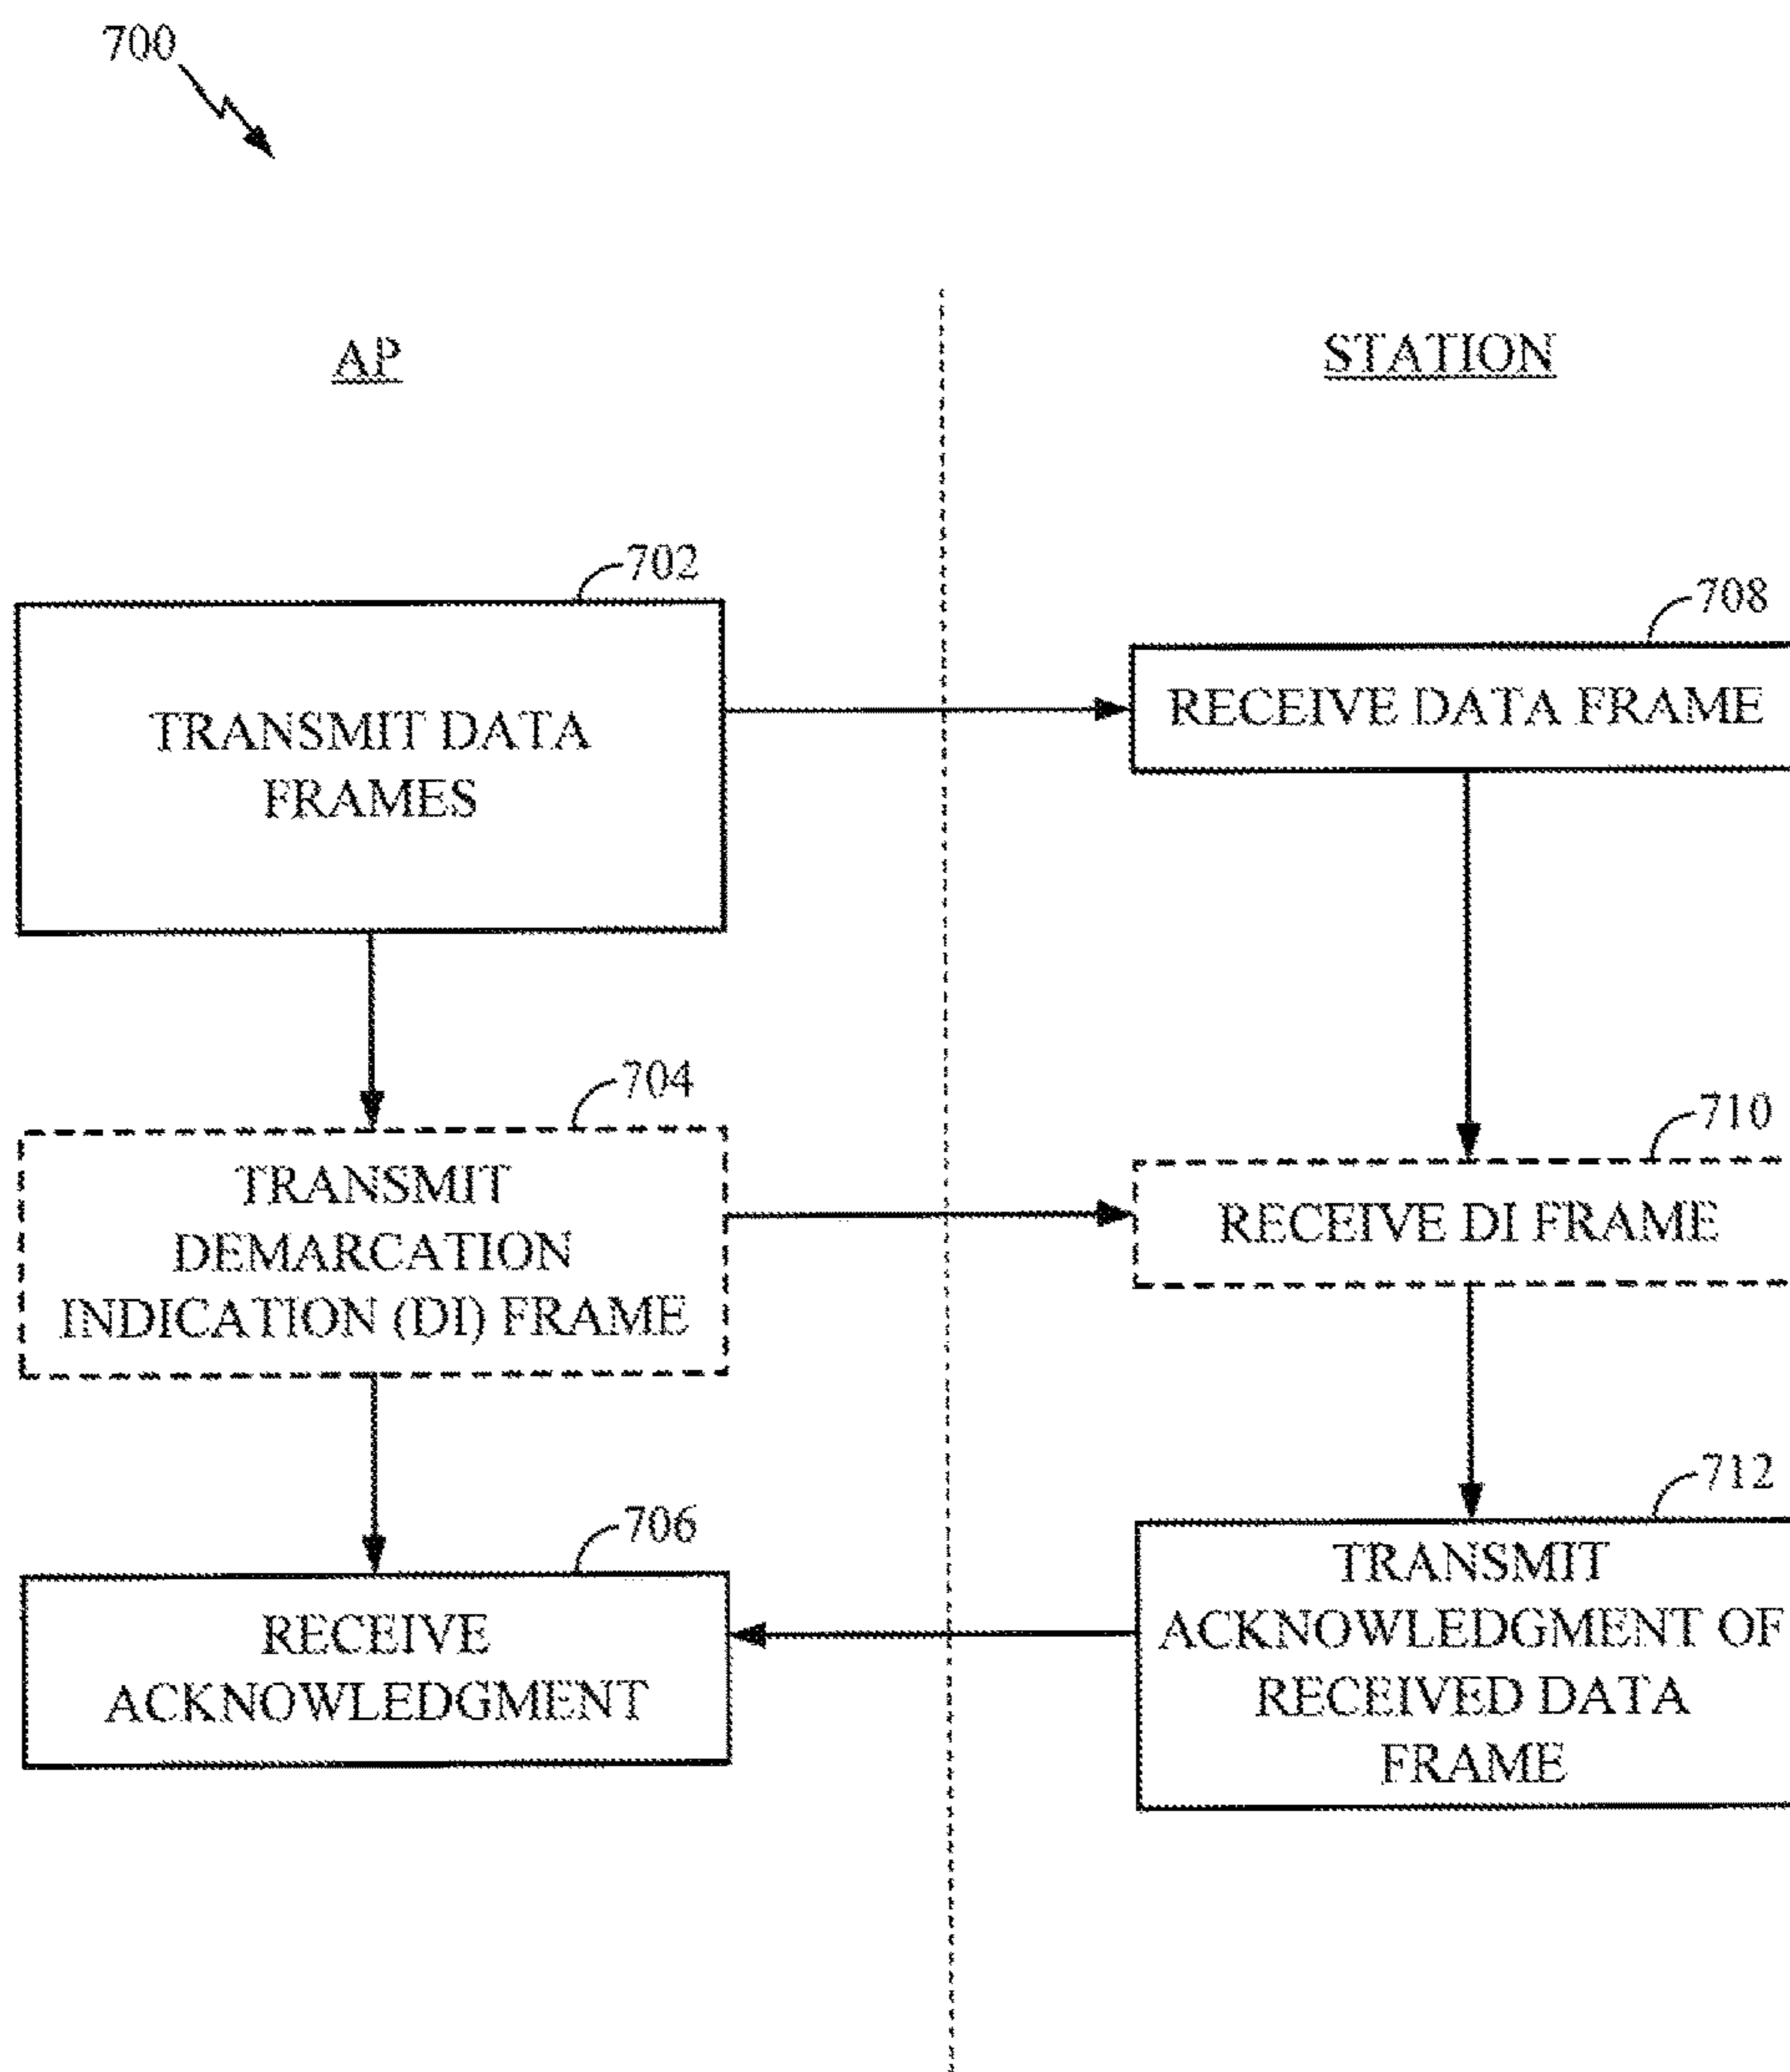 700
AP
STATION
702
TRANSMIT DATA
FRAMES
708
RECEIVE DATA FRAME
704
TRANSMIT
DEMARCATION
INDICATION (DI) FRAME
710
RECEIVE DI FRAME
706
RECEIVE
ACKNOWLEDGMENT
712
TRANSMIT
ACKNOWLEDGMENT OF
RECEIVED DATA
FRAME